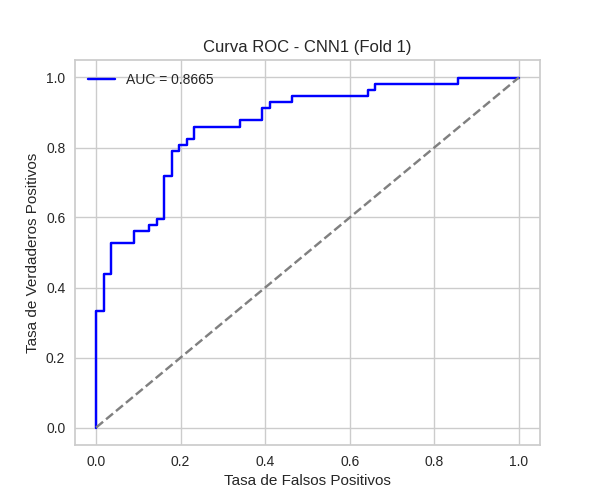 Curva ROC - CNN1 (Fold 1)
AUC = 0.8665
Tasa de Verdaderos Positivos
1.0
0.8
0.6
0.4
0.2
0.0
0.0 0.2 0.4 0.6 0.8 1.0
Tasa de Falsos Positivos